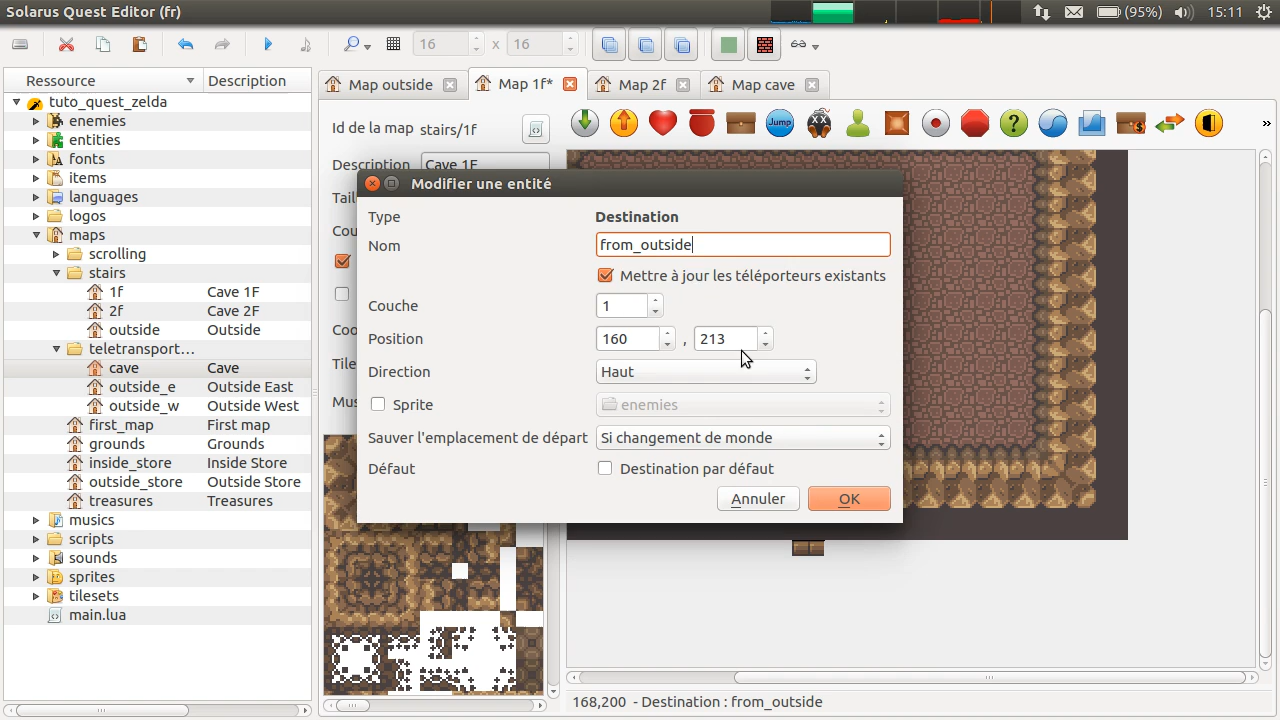 Solarus Quest Editor (fr)
(95%)
15:11
16 x 16
Ressource
Description
Map outside
Map 1f*
Map 2f
Map cave
tuto_quest_zelda
enemies
entities
fonts
items
languages
logos
maps
scrolling
stairs
1f Cave 1F
2f Cave 2F
outside Outside
teletransport...
cave Cave
outside_e Outside East
outside_w Outside West
first_map First map
grounds Grounds
inside_store Inside Store
outside_store Outside Store
treasures Treasures
musics
scripts
sounds
sprites
tilesets
main.lua
Id de la map stairs/1f
Jump
»
Description Cave 1F
Tail
Cou
Coo
Tile
Mus
Modifier une entité
Type Destination
Nom from_outside
Mettre à jour les téléporteurs existants
Couche 1
Position 160 , 213
Direction Haut
Sprite enemies
Sauver l'emplacement de départ Si changement de monde
Défaut Destination par défaut
Annuler OK
168,200 - Destination : from_outside